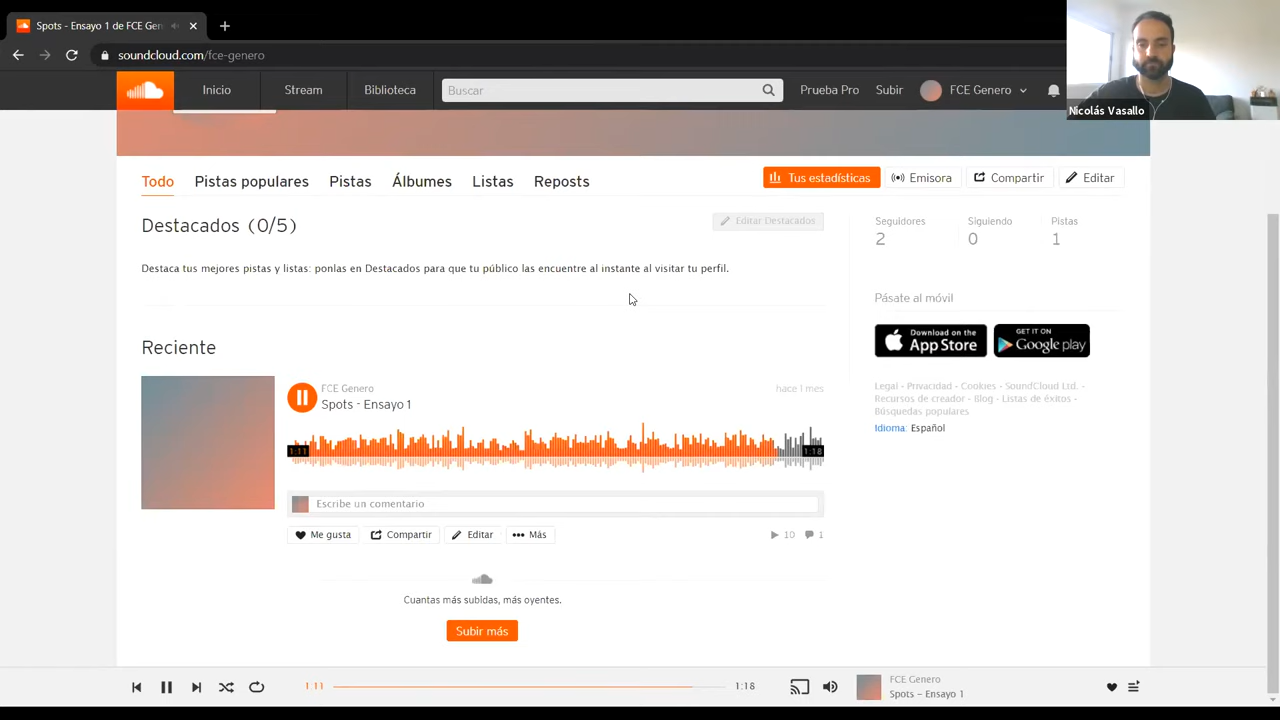 Spots - Ensayo 1 de FCE Gen
soundcloud.com/fce-genero
Inicio
Stream
Biblioteca
Buscar
Prueba Pro
Subir
FCE Genero
Nicolás Vasallo
Todo
Pistas populares
Pistas
Álbumes
Listas
Reposts
Tus estadísticas
Emisora
Compartir
Editar
Destacados (0/5)
Editar Destacados
Destaca tus mejores pistas y listas: ponlas en Destacados para que tu público las encuentre al instante al visitar tu perfil.
Seguidores
2
Siguiendo
0
Pistas
1
Pásate al móvil
Download on the
App Store
GET IT ON
Google play
Legal - Privacidad - Cookies - SoundCloud Ltd. -
Recursos de creador - Blog - Listas de éxitos -
Búsquedas populares
Idioma: Español
Reciente
FCE Genero
hace 1 mes
Spots - Ensayo 1
1:11
1:18
Escribe un comentario
Me gusta
Compartir
Editar
Más
10
1
Cuantas más subidas, más oyentes.
Subir más
1:11
1:18
FCE Genero
Spots - Ensayo 1